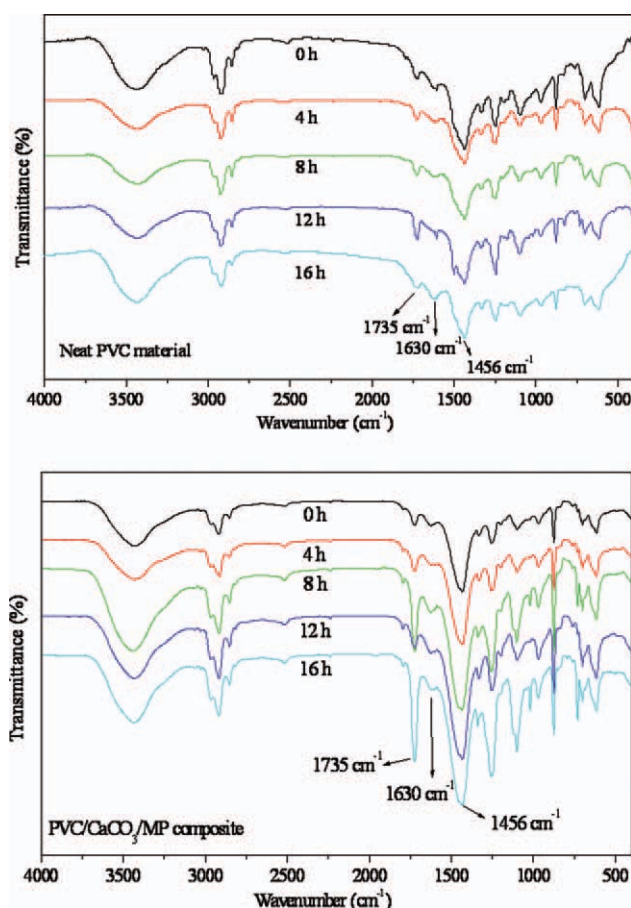 0 h
4 h
8 h
12 h
16 h
1735 cm-1
1630 cm-1
1456 cm-1
Neat PVC material
Transmittance (%)
4000 3500 3000 2500 2000 1500 1000 500
Wavenumber (cm-1)
0 h
4 h
8 h
12 h
16 h
1735 cm-1
1630 cm-1
1456 cm-1
PVC/CaCO3/MP composite
Transmittance (%)
4000 3500 3000 2500 2000 1500 1000 500
Wavenumber (cm-1)